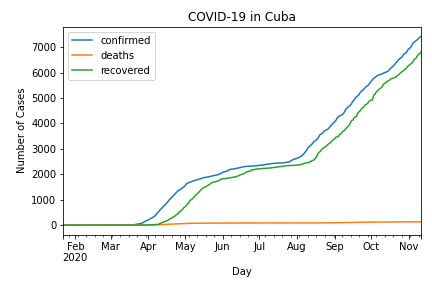 COVID-19 in Cuba
confirmed
deaths
recovered
Number of Cases
7000
6000
5000
4000
3000
2000
1000
0
Feb Mar Apr May Jun Jul Aug Sep Oct Nov
2020
Day